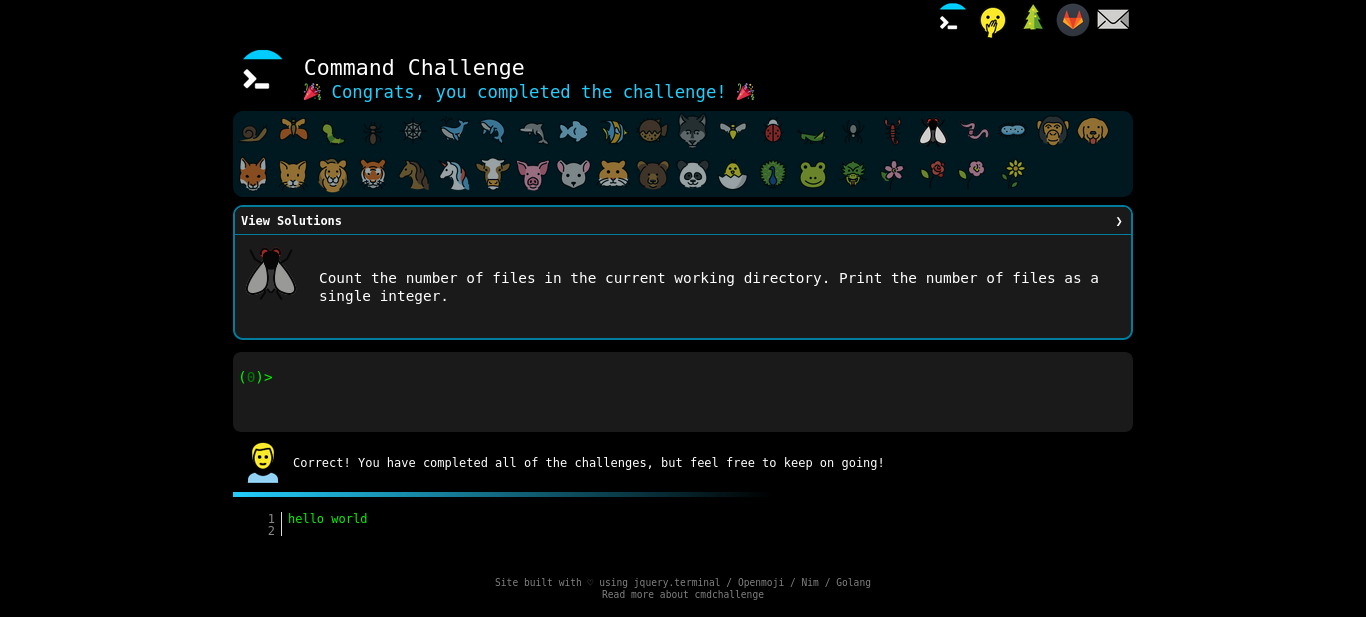 Command Challenge
🎉 Congrats, you completed the challenge! 🎉
View Solutions ❯
Count the number of files in the current working directory. Print the number of files as a
single integer.
(0)>
Correct! You have completed all of the challenges, but feel free to keep on going!
1 hello world
2
Site built with ♡ using jquery.terminal / Openmoji / Nim / Golang
Read more about cmdchallenge